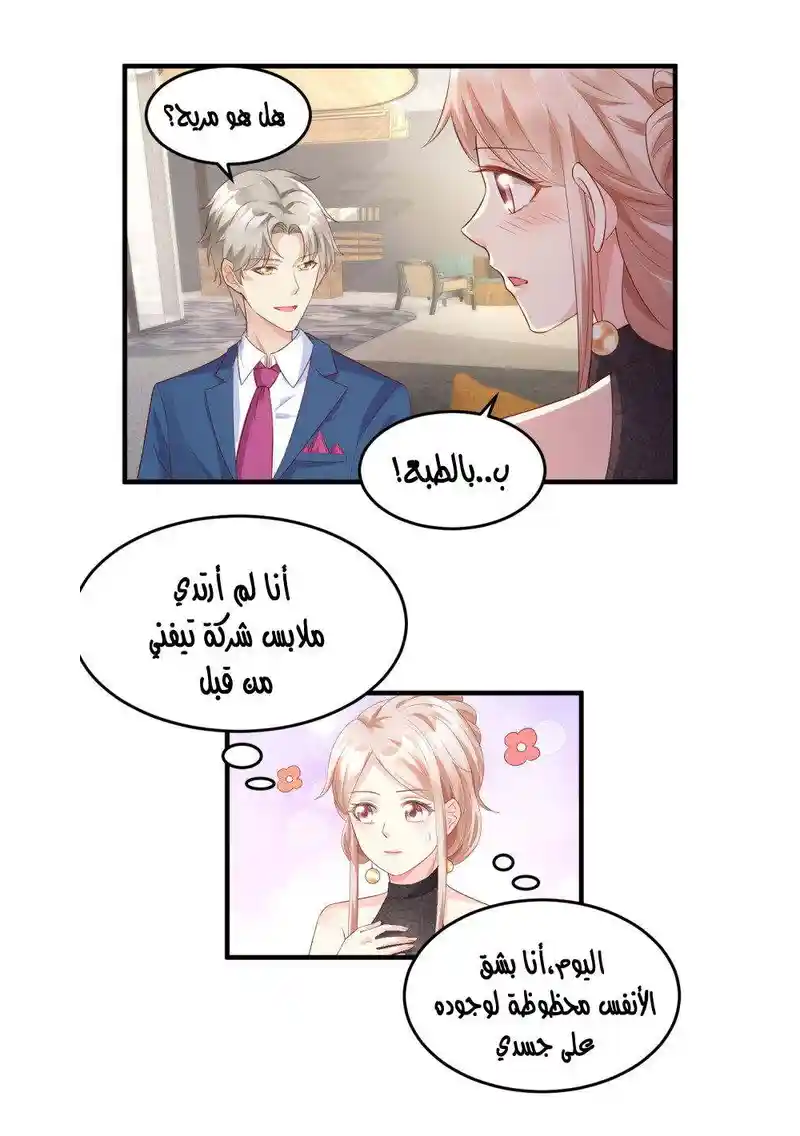 هل هو مريح؟
ب..بالطبع!
أنا لم أرتدي
ملابس شركة تيفني
من قبل
اليوم،أنا بشق
الأنفس محظوظة لوجوده
على جسدي